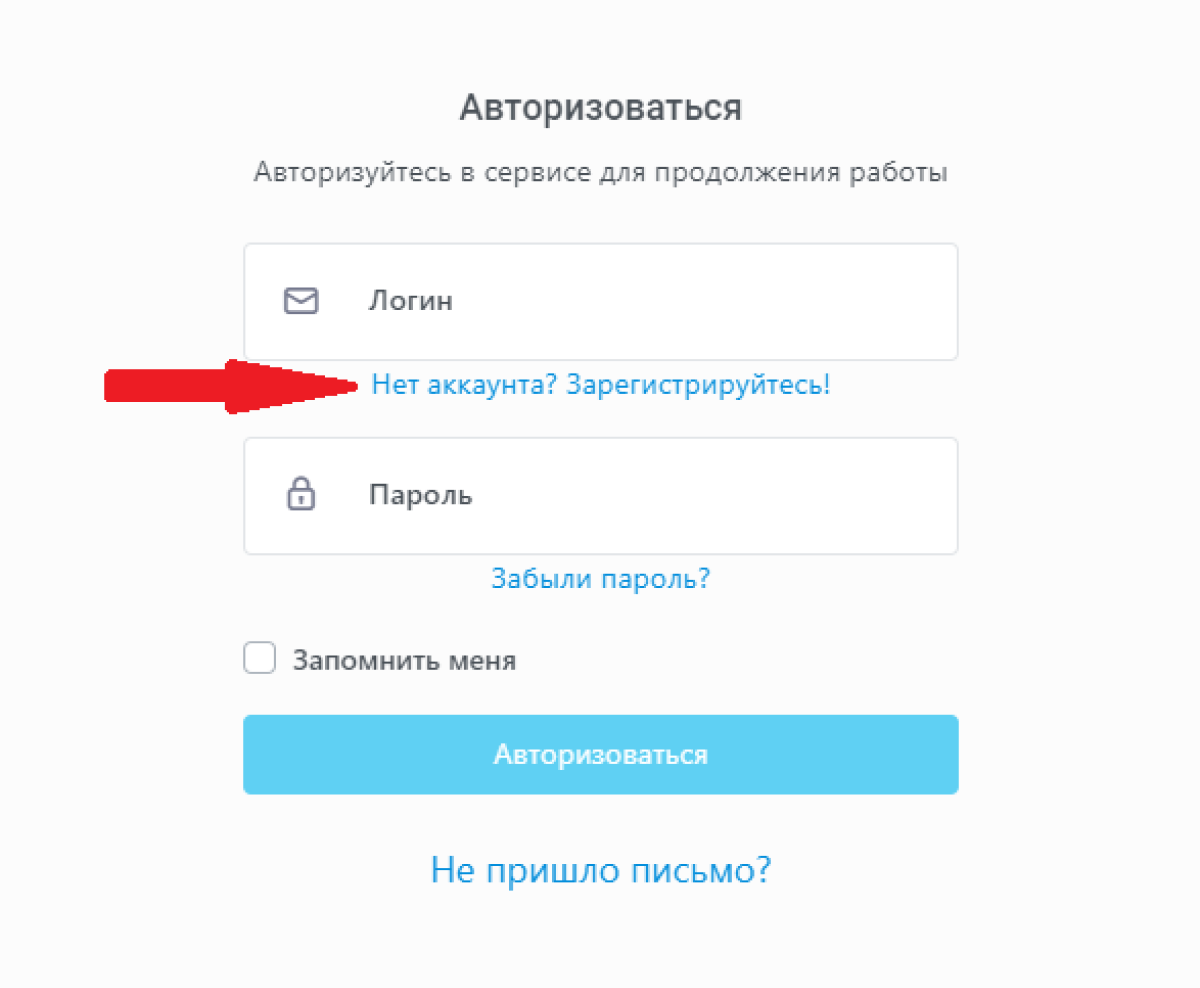 Авторизоваться
Авторизуйтесь в сервисе для продолжения работы
Логин
Нет аккаунта? Зарегистрируйтесь!
Пароль
Забыли пароль?
Запомнить меня
Авторизоваться
Не пришло письмо?